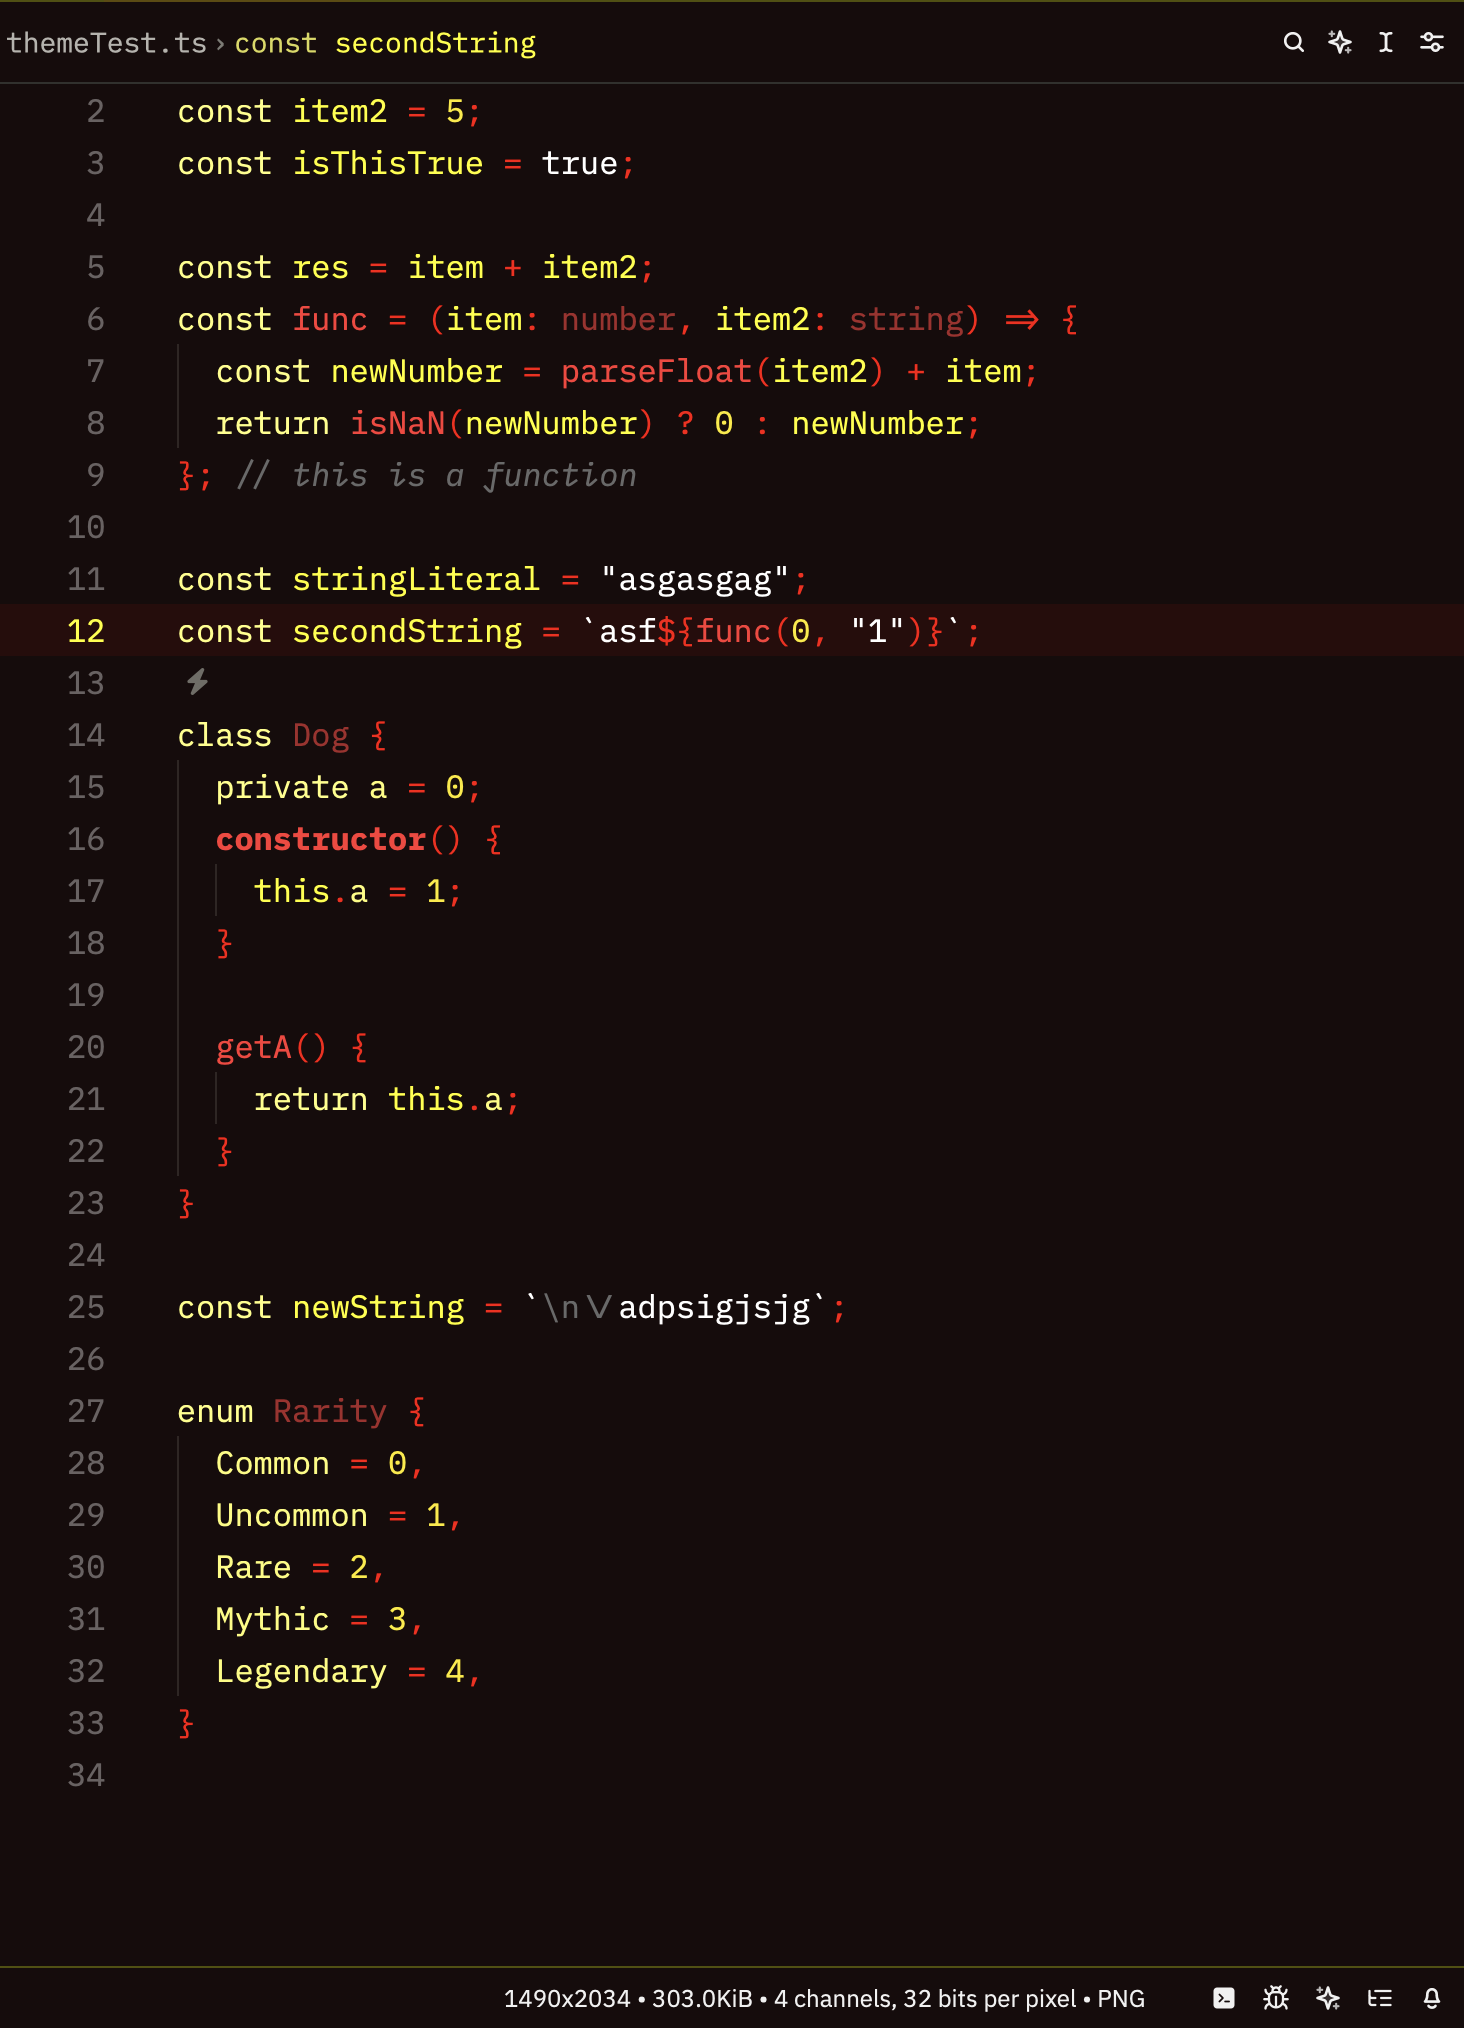 themeTest.ts › const secondString
2 const item2 = 5;
3 const isThisTrue = true;
4
5 const res = item + item2;
6 const func = (item: number, item2: string) => {
7 const newNumber = parseFloat(item2) + item;
8 return isNaN(newNumber) ? 0 : newNumber;
9 }; // this is a function
10
11 const stringLiteral = "asgasgag";
12 const secondString = `asf${func(0, "1")}`;
13
14 class Dog {
15 private a = 0;
16 constructor() {
17 this.a = 1;
18 }
19
20 getA() {
21 return this.a;
22 }
23 }
24
25 const newString = `\n\/adpsigjsjg`;
26
27 enum Rarity {
28 Common = 0,
29 Uncommon = 1,
30 Rare = 2,
31 Mythic = 3,
32 Legendary = 4,
33 }
34
1490x2034 • 303.0KiB • 4 channels, 32 bits per pixel • PNG